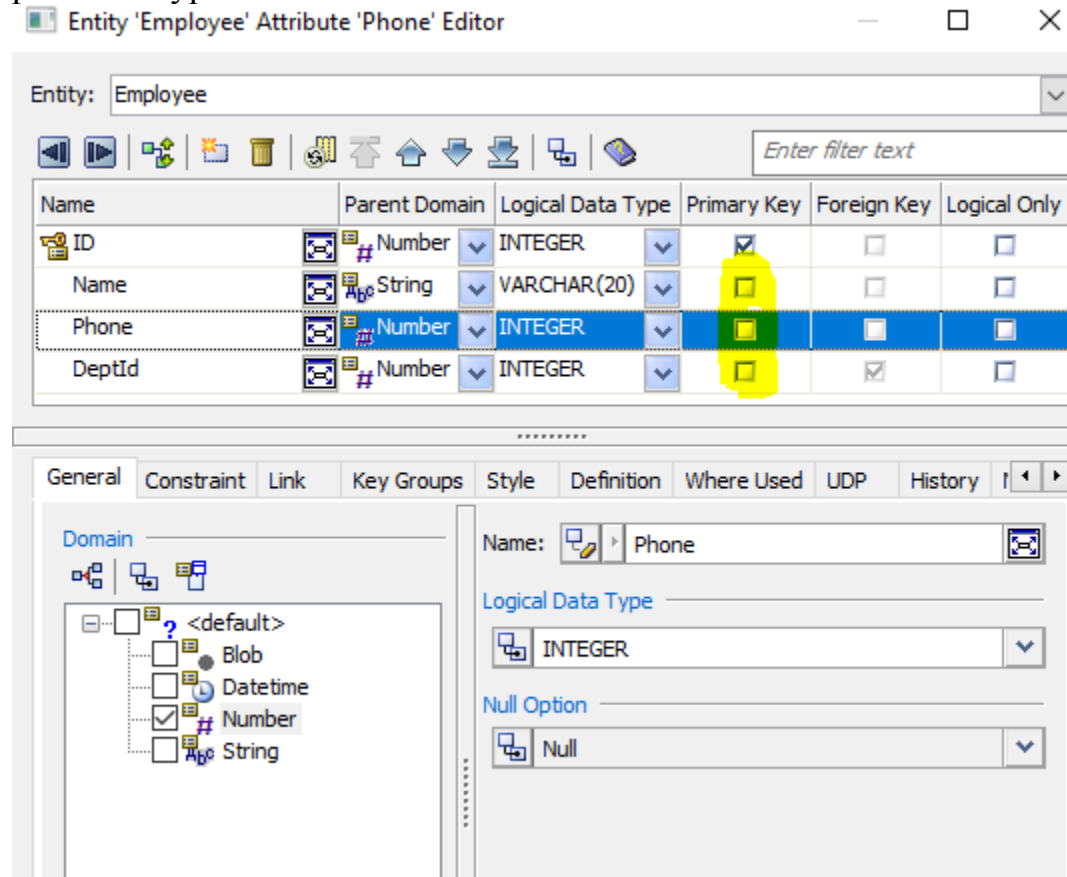 Entity 'Employee' Attribute 'Phone' Editor
Entity: Employee
Enter filter text
Name Parent Domain Logical Data Type Primary Key Foreign Key Logical Only
ID Number INTEGER
Name String VARCHAR(20)
Phone Number INTEGER
DeptId Number INTEGER
General Constraint Link Key Groups Style Definition Where Used UDP History
Domain
<default>
Blob
Datetime
Number
String
Name: Phone
Logical Data Type
INTEGER
Null Option
Null